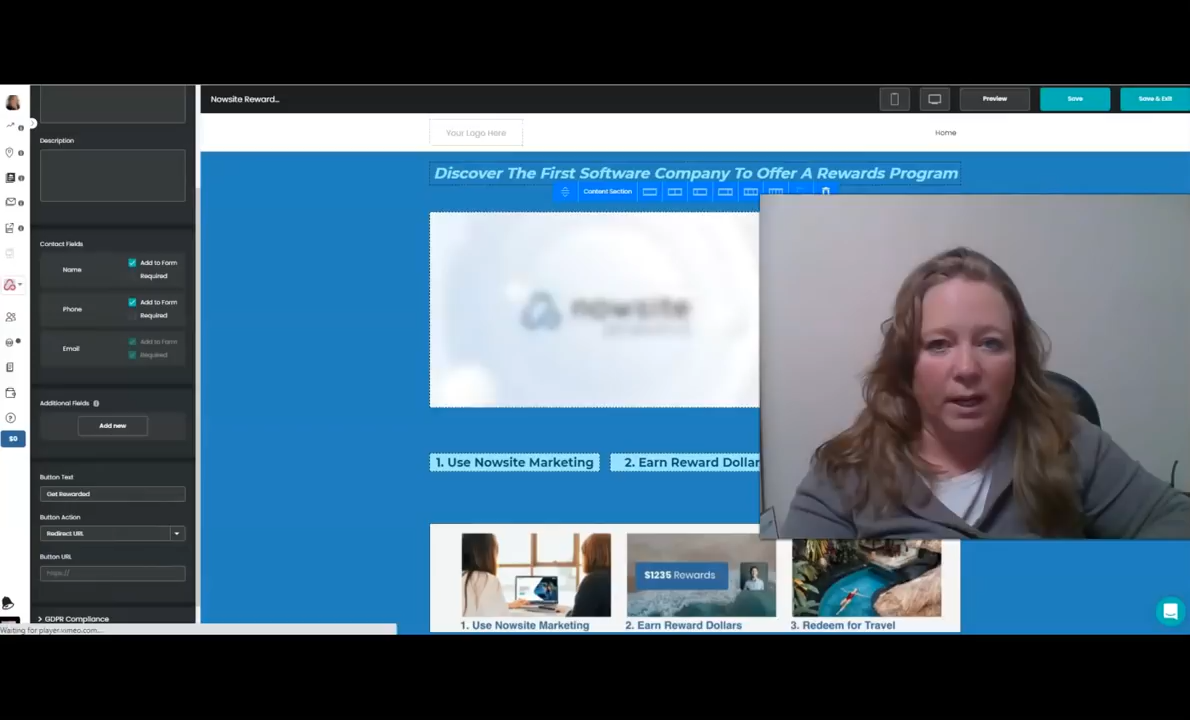 Nowsite Reward...
Preview
Save
Save & Exit
Your Logo Here
Home
Discover The First Software Company To Offer A Rewards Program
Content Section
Description
Contact Fields
Name
Add to Form
Required
Phone
Add to Form
Required
Email
Add to Form
Required
Additional Fields
Add new
Button Text
Get Rewarded
Button Action
Redirect URL
Button URL
https://
GDPR Compliance
Waiting for player.vimeo.com...
$0
nowsite
1. Use Nowsite Marketing
2. Earn Reward Dollar
$1235 Rewards
1. Use Nowsite Marketing
2. Earn Reward Dollars
3. Redeem for Travel